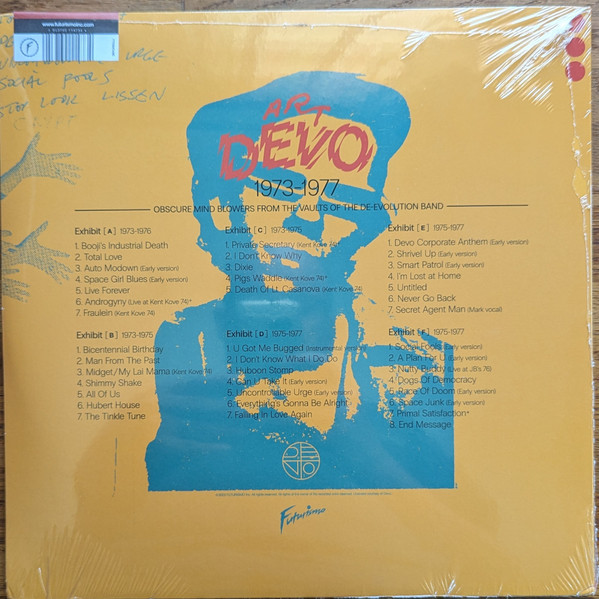 www.futurismoinc.com
F
URGE
SOCIAL FOOLS
STOP LOOK LISSEN
ART
DEVO
1973-1977
OBSCURE MIND BLOWERS FROM THE VAULTS OF THE DE-EVOLUTION BAND
Exhibit [A] 1973-1976
1. Booji's Industrial Death
2. Total Love
3. Auto Modown (Early version)
4. Space Girl Blues (Early version)
5. Live Forever
6. Androgyny (Live at Kent Kove 74)*
7. Fraulein (Kent Kove 74)
Exhibit [B] 1973-1975
1. Bicentennial Birthday
2. Man From The Past
3. Midget/My Lai Mama (Kent Kove 74)
4. Shimmy Shake
5. All Of Us
6. Hubert House
7. The Tinkle Tune
Exhibit [C] 1973-1975
1. Private Secretary (Kent Kove 74)*
2. I Don't Know Why
3. Dixie
4. Pigs Waddle (Kent Kove 74)*
5. Death Of U. Casanova (Kent Kove 74)
Exhibit [D] 1975-1977
1. U Got Me Bugged (Instrumental version)
2. I Don't Know What I Do Do
3. Huboon Stomp
4. Can U Take It (Early version)
5. Uncontrollable Urge (Early version)
6. Everything's Gonna Be Alright
7. Falling In Love Again
Exhibit [E] 1975-1977
1. Devo Corporate Anthem (Early version)
2. Shrivel Up (Early version)
3. Smart Patrol (Early version)
4. I'm Lost at Home
5. Untitled
6. Never Go Back
7. Secret Agent Man (Mark vocal)
Exhibit [F] 1975-1977
1. Social Fools (Early version)
2. A Plan For U (Early version)
3. Nutty Buddy (Live at JB's 76)
4. Dogs Of Democracy
5. Race Of Doom (Early version)
6. Space Junk (Early version)
7. Primal Satisfaction*
8. End Message
DEVO
Futurismo